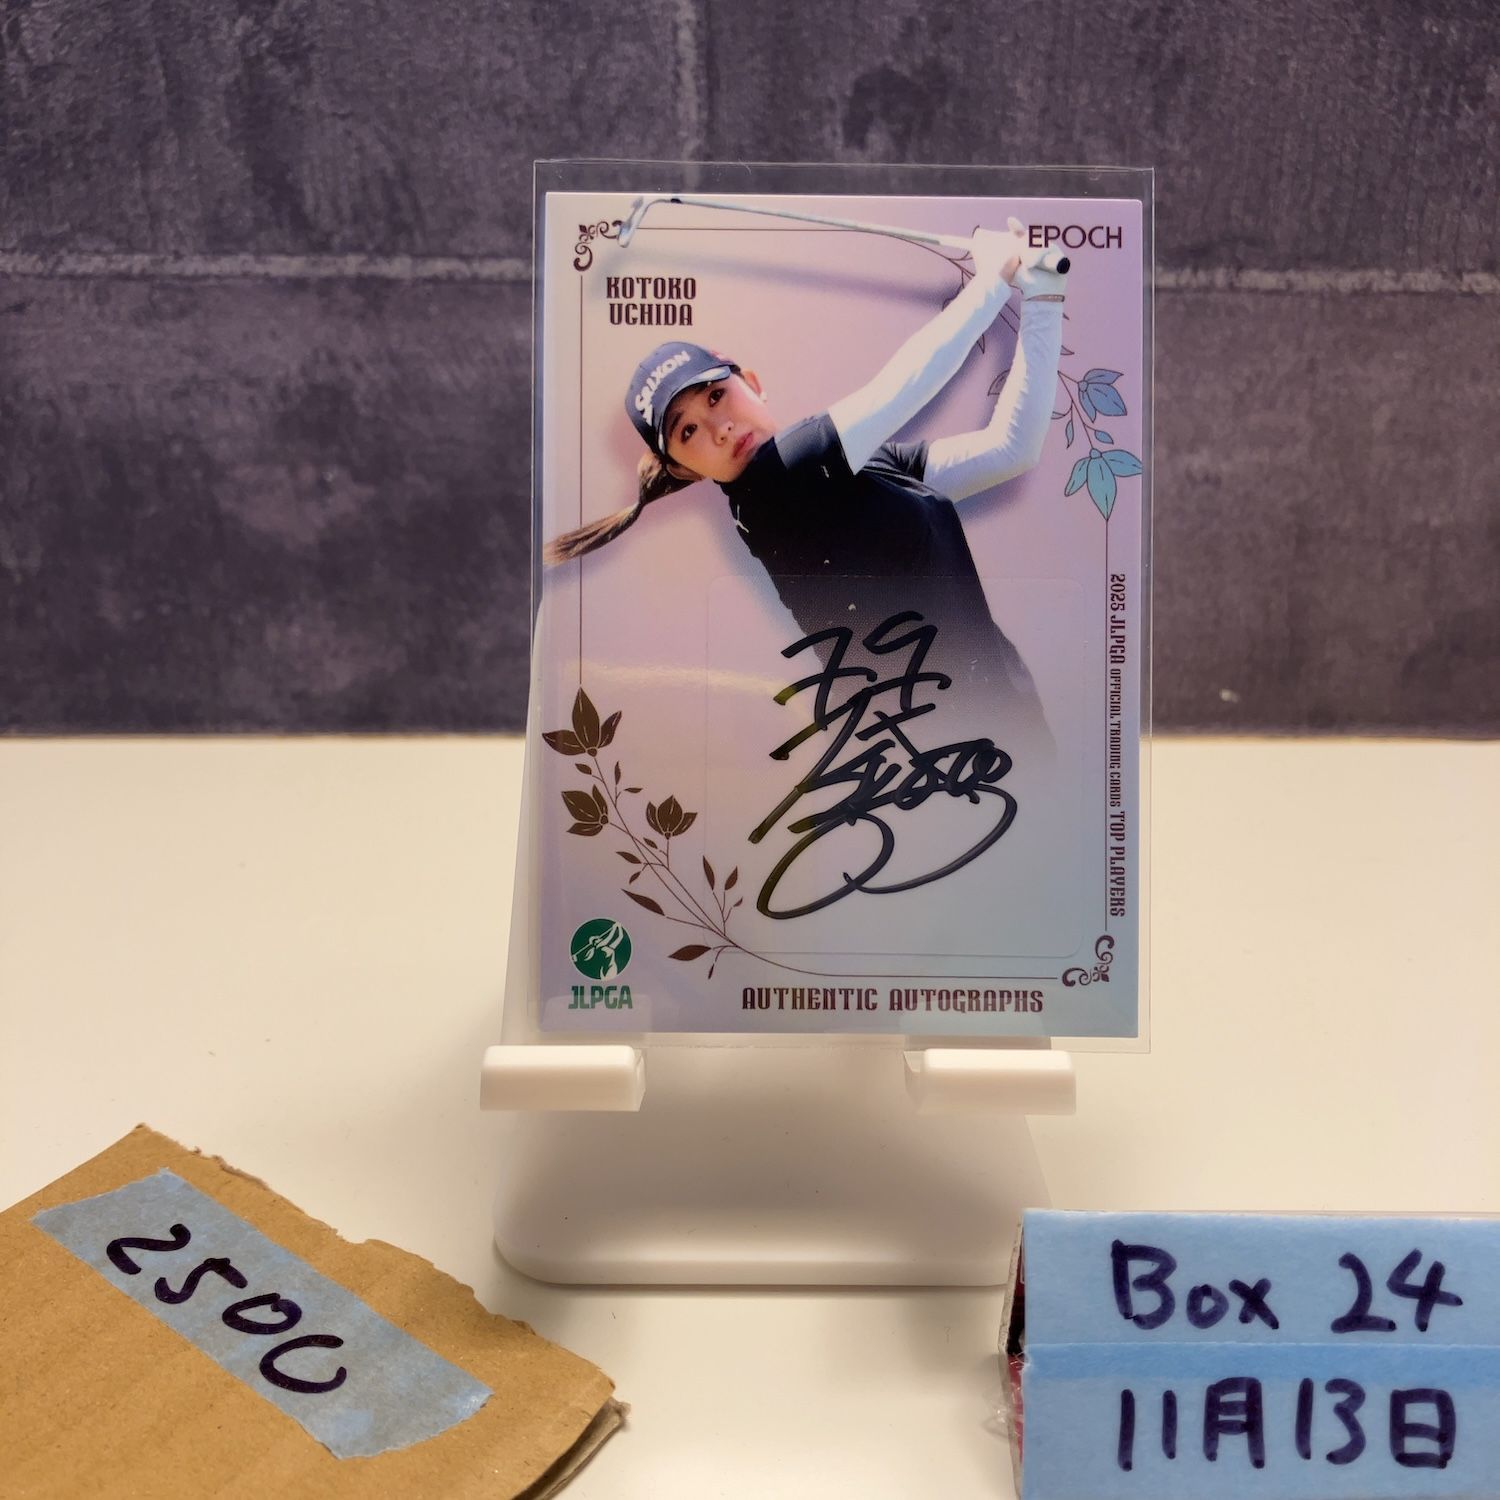 EPOCH
KOTOKO
UCHIDA
SRIXON
2025 JLPGA OFFICIAL TRADING CARDS TOP PLAYERS
JLPGA
AUTHENTIC AUTOGRAPHS
2500
Box 24
11月13日